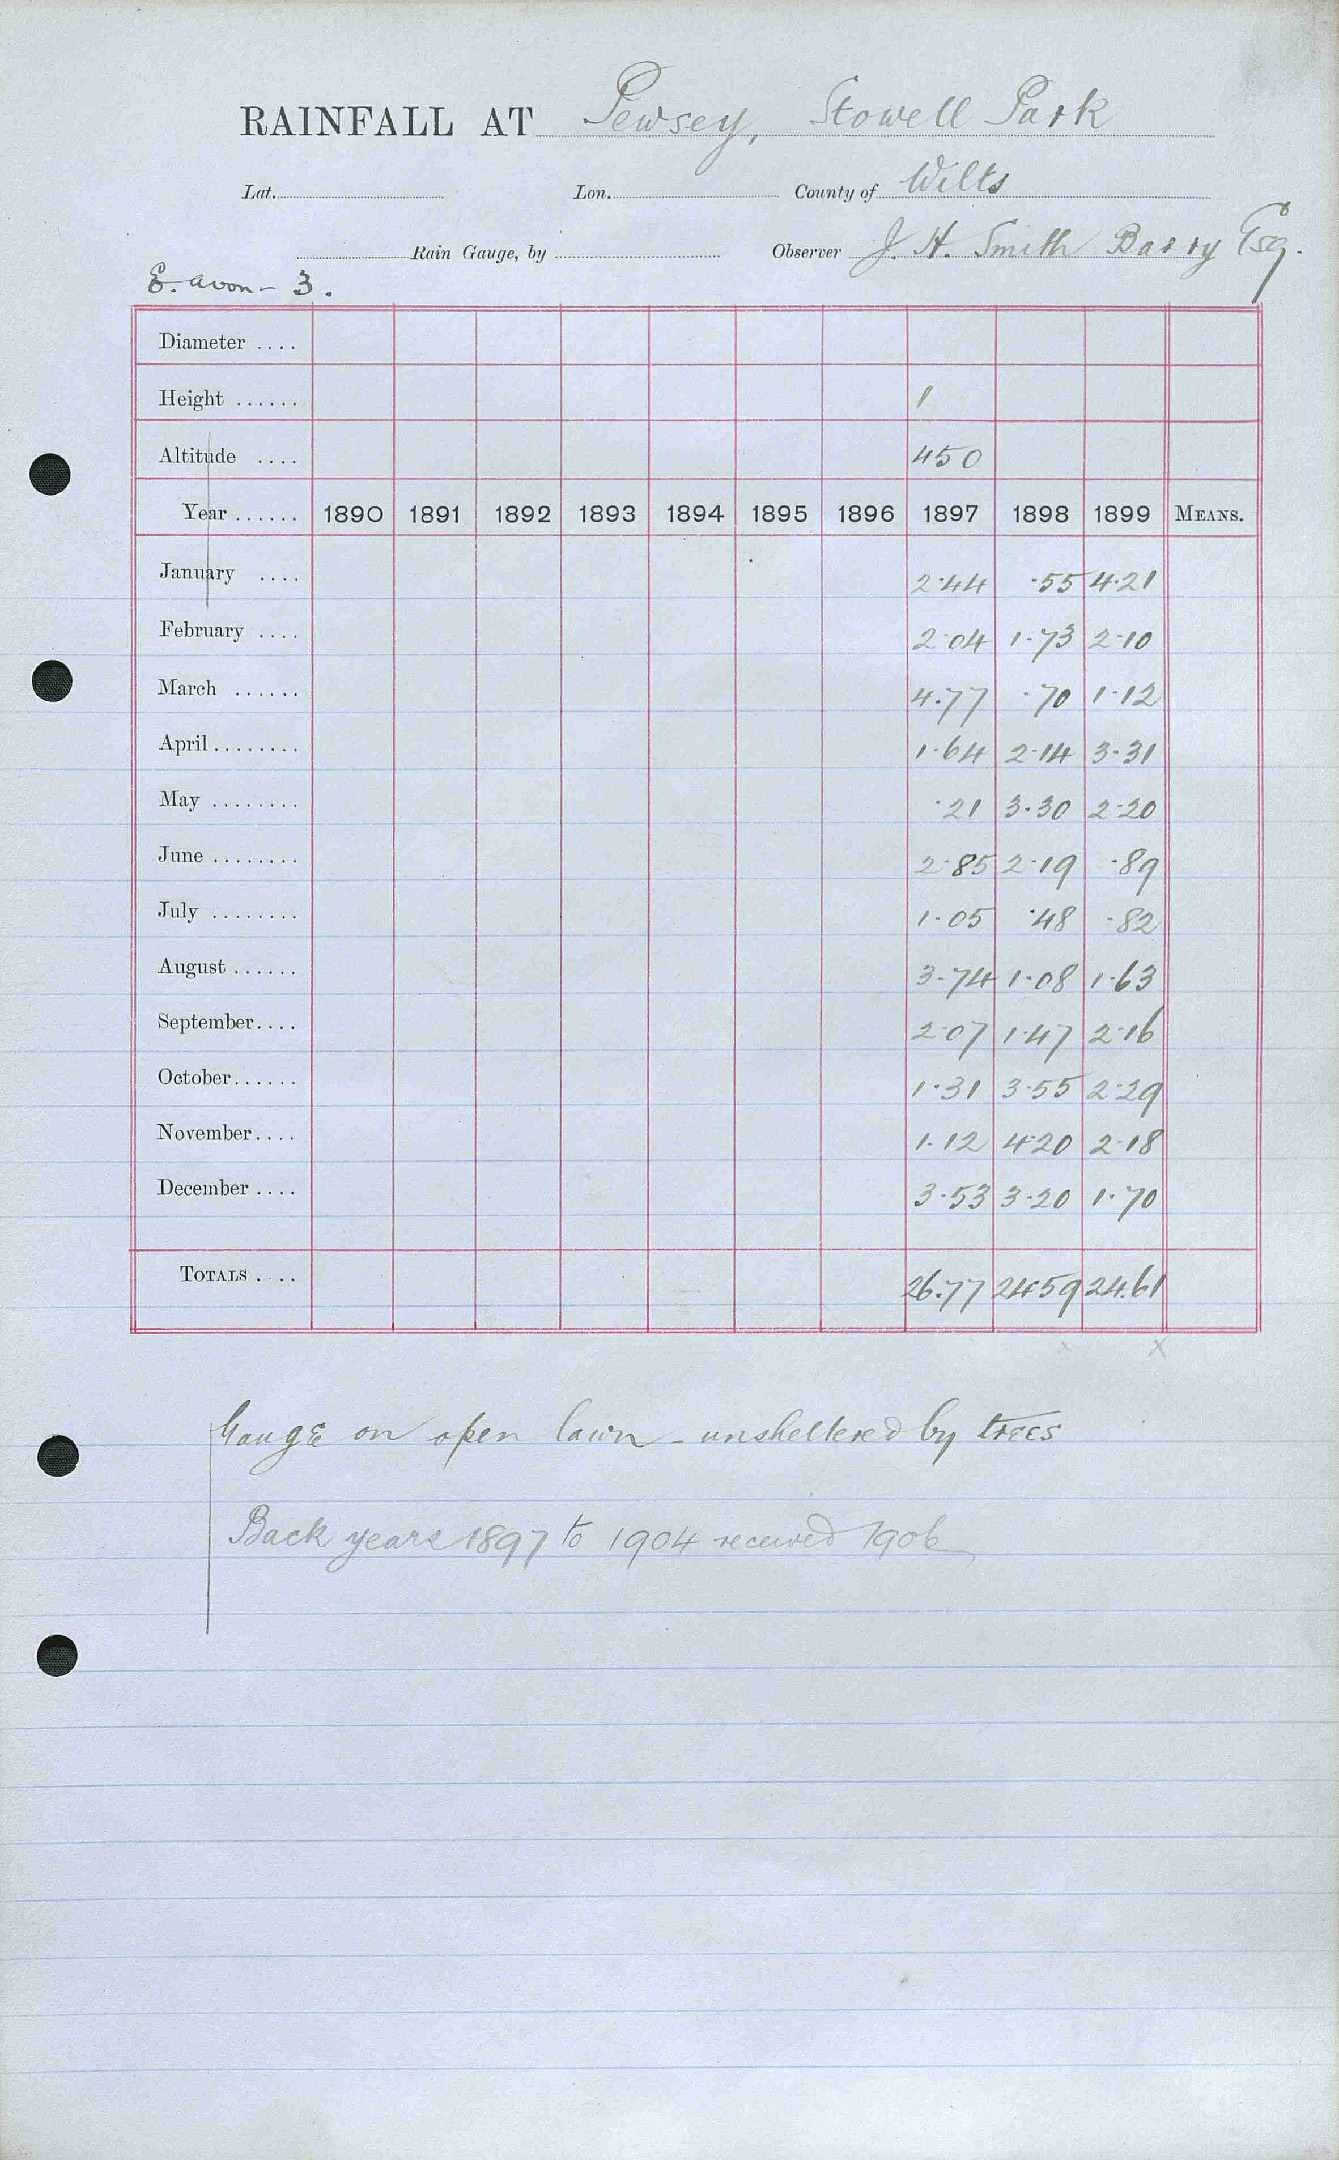 RAINFALL AT Pewsey, Stowell Park
Lat. Lon. County of Wilts
Rain Gauge, by Observer J. H. Smith Barry Esq.
E. Avon - 3.
Diameter ....
Height ...... 1
Altitude .... 450
Year ...... 1890 1891 1892 1893 1894 1895 1896 1897 1898 1899 MEANS.
January .... 2.44 .55 4.21
February .... 2.04 1.73 2.10
March ...... 4.77 .70 1.12
April ........ 1.64 2.14 3.31
May ........ .21 3.30 2.20
June ........ 2.85 2.19 .89
July ........ 1.05 .48 .82
August ...... 3.74 1.08 1.63
September.... 2.07 1.47 2.16
October...... 1.31 3.55 2.29
November.... 1.12 4.20 2.18
December .... 3.53 3.20 1.70
TOTALS .... 26.77 24.59 24.61
x x
Gauge on open lawn - unsheltered by trees
Back years 1897 to 1904 received 1906